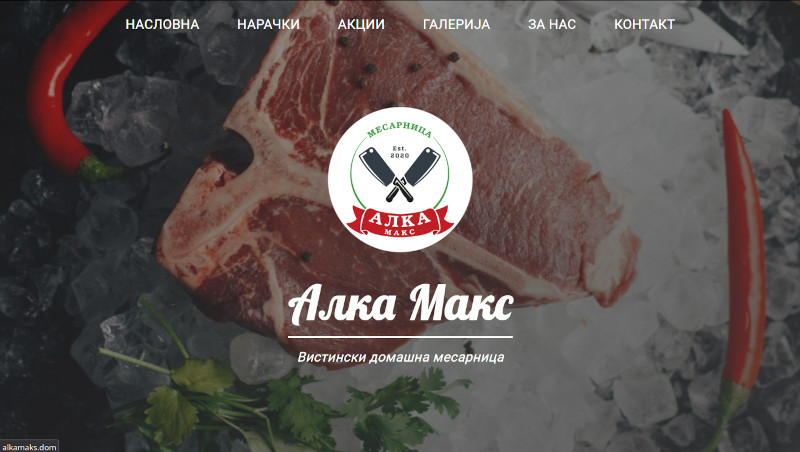 НАСЛОВНА НАРАЧКИ АКЦИИ ГАЛЕРИЈА ЗА НАС КОНТАКТ
МЕСАРНИЦА
Est.
2020
АЛКА
МАКС
Алка Макс
Вистински домашна месарница
alkamaks.dom